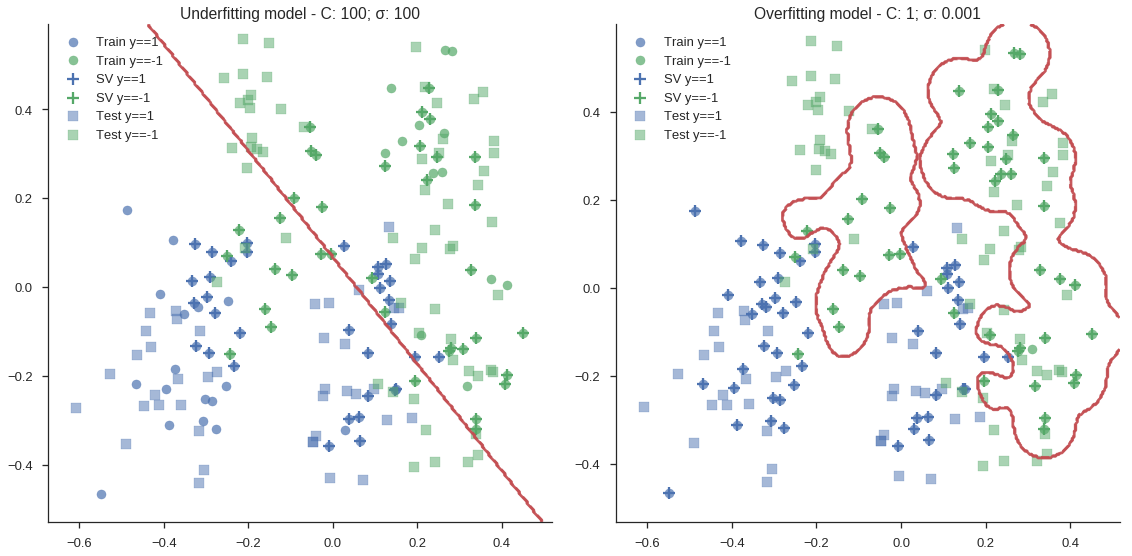 Underfitting model - C: 100; σ: 100
Train y==1
Train y==-1
SV y==1
SV y==-1
Test y==1
Test y==-1
0.4
0.2
0.0
−0.2
−0.4
−0.6 −0.4 −0.2 0.0 0.2 0.4
Overfitting model - C: 1; σ: 0.001
Train y==1
Train y==-1
SV y==1
SV y==-1
Test y==1
Test y==-1
0.4
0.2
0.0
−0.2
−0.4
−0.6 −0.4 −0.2 0.0 0.2 0.4